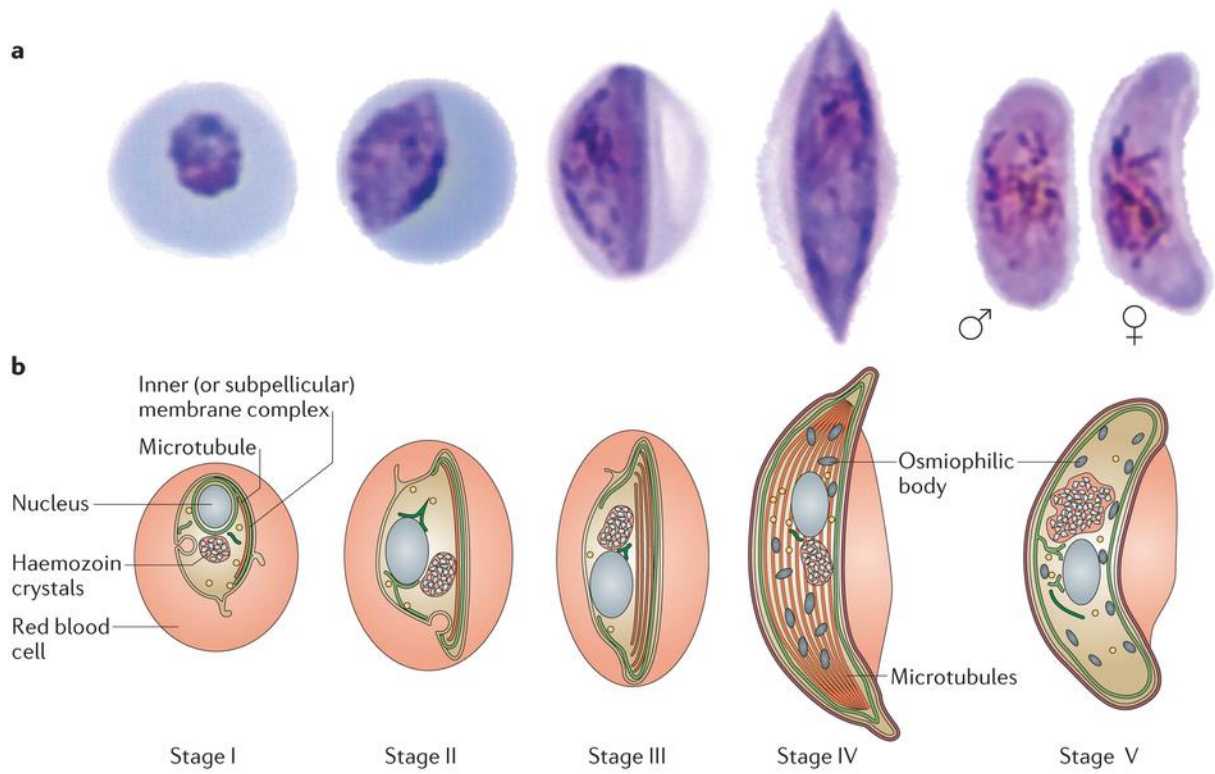 a
♂
♀
b
Inner (or subpellicular)
membrane complex
Microtubule
Nucleus
Haemozoin
crystals
Red blood
cell
Osmiophilic
body
Microtubules
Stage I
Stage II
Stage III
Stage IV
Stage V